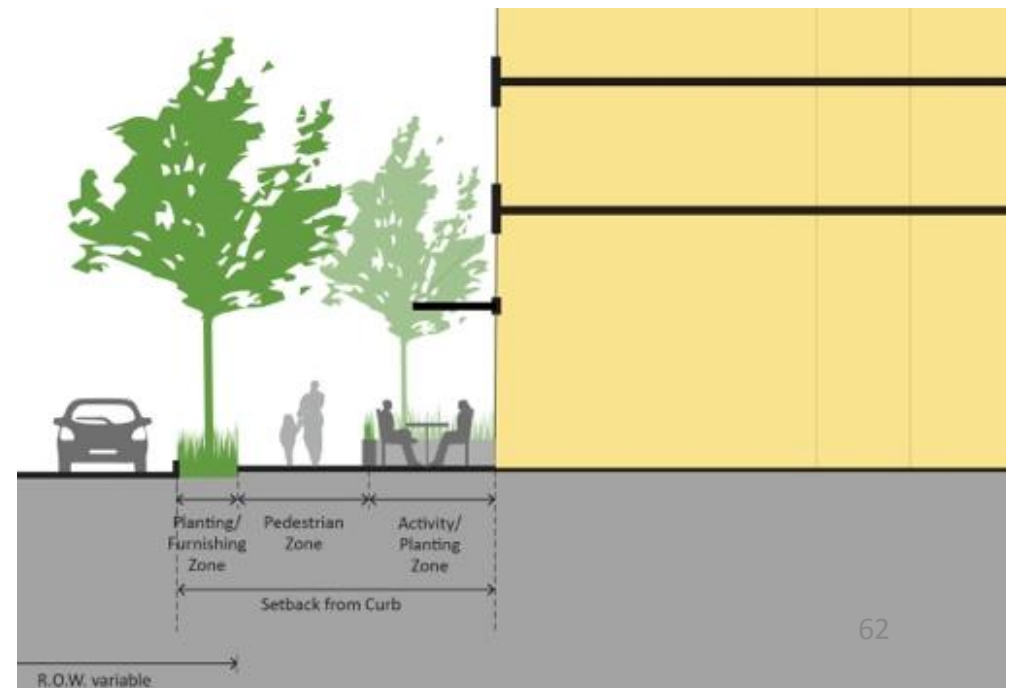 Planting/
Furnishing
Zone
Pedestrian
Zone
Activity/
Planting
Zone
Setback from Curb
62
R.O.W. variable